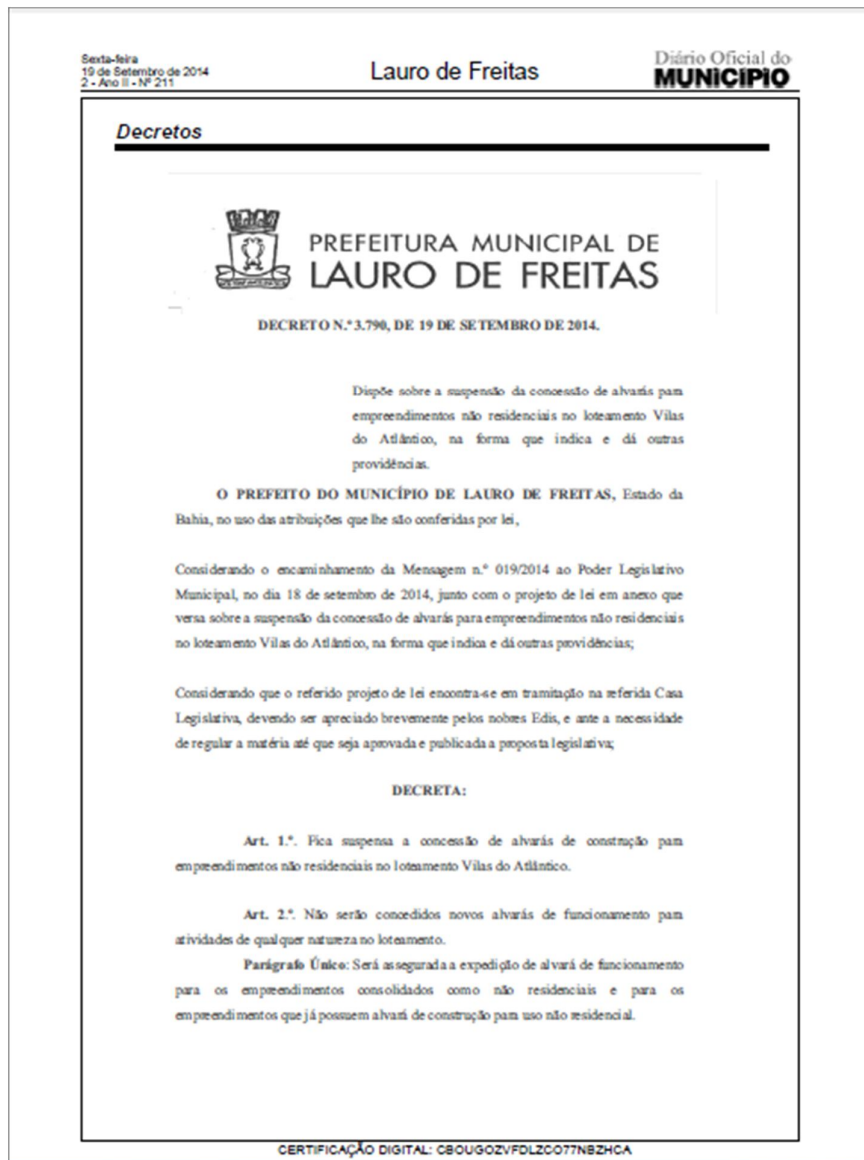 Sexta-feira
19 de Setembro de 2014
2 - Ano II - Nº 211
Lauro de Freitas
Diário Oficial do
MUNICÍPIO
Decretos
PREFEITURA MUNICIPAL DE
LAURO DE FREITAS
DECRETO N.º 3.790, DE 19 DE SETEMBRO DE 2014.
Dispõe sobre a suspensão da concessão de alvarás para
empreendimentos não residenciais no loteamento Vilas
do Atlântico, na forma que indica e dá outras
providências.
O PREFEITO DO MUNICÍPIO DE LAURO DE FREITAS, Estado da
Bahia, no uso das atribuições que lhe são conferidas por lei,
Considerando o encaminhamento da Mensagem n.º 019/2014 ao Poder Legislativo
Municipal, no dia 18 de setembro de 2014, junto com o projeto de lei em anexo que
versa sobre a suspensão da concessão de alvarás para empreendimentos não residenciais
no loteamento Vilas do Atlântico, na forma que indica e dá outras providências;
Considerando que o referido projeto de lei encontra-se em tramitação na referida Casa
Legislativa, devendo ser apreciado brevemente pelos nobres Edis, e ante a necessidade
de regular a matéria até que seja aprovada e publicada a proposta legislativa;
DECRETA:
Art. 1.º. Fica suspensa a concessão de alvarás de construção para
empreendimentos não residenciais no loteamento Vilas do Atlântico.
Art. 2.º. Não serão concedidos novos alvarás de funcionamento para
atividades de qualquer natureza no loteamento.
Parágrafo Único: Será assegurada a expedição de alvará de funcionamento
para os empreendimentos consolidados como não residenciais e para os
empreendimentos que já possuem alvará de construção para uso não residencial.
CERTIFICAÇÃO DIGITAL: CBOUGOZVFDLZCO77NBZHCA